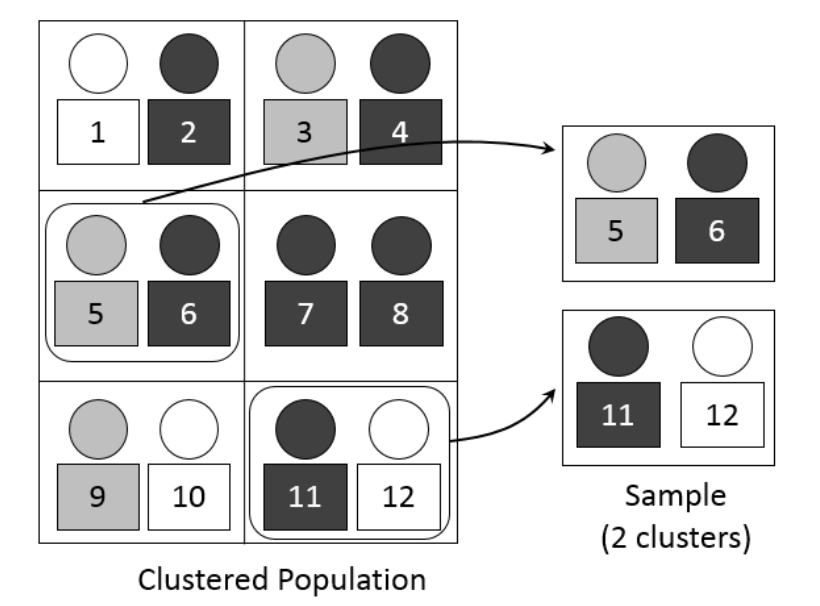 1 2 3 4
5 6
5 6 7 8
11 12
9 10 11 12
Sample
(2 clusters)
Clustered Population